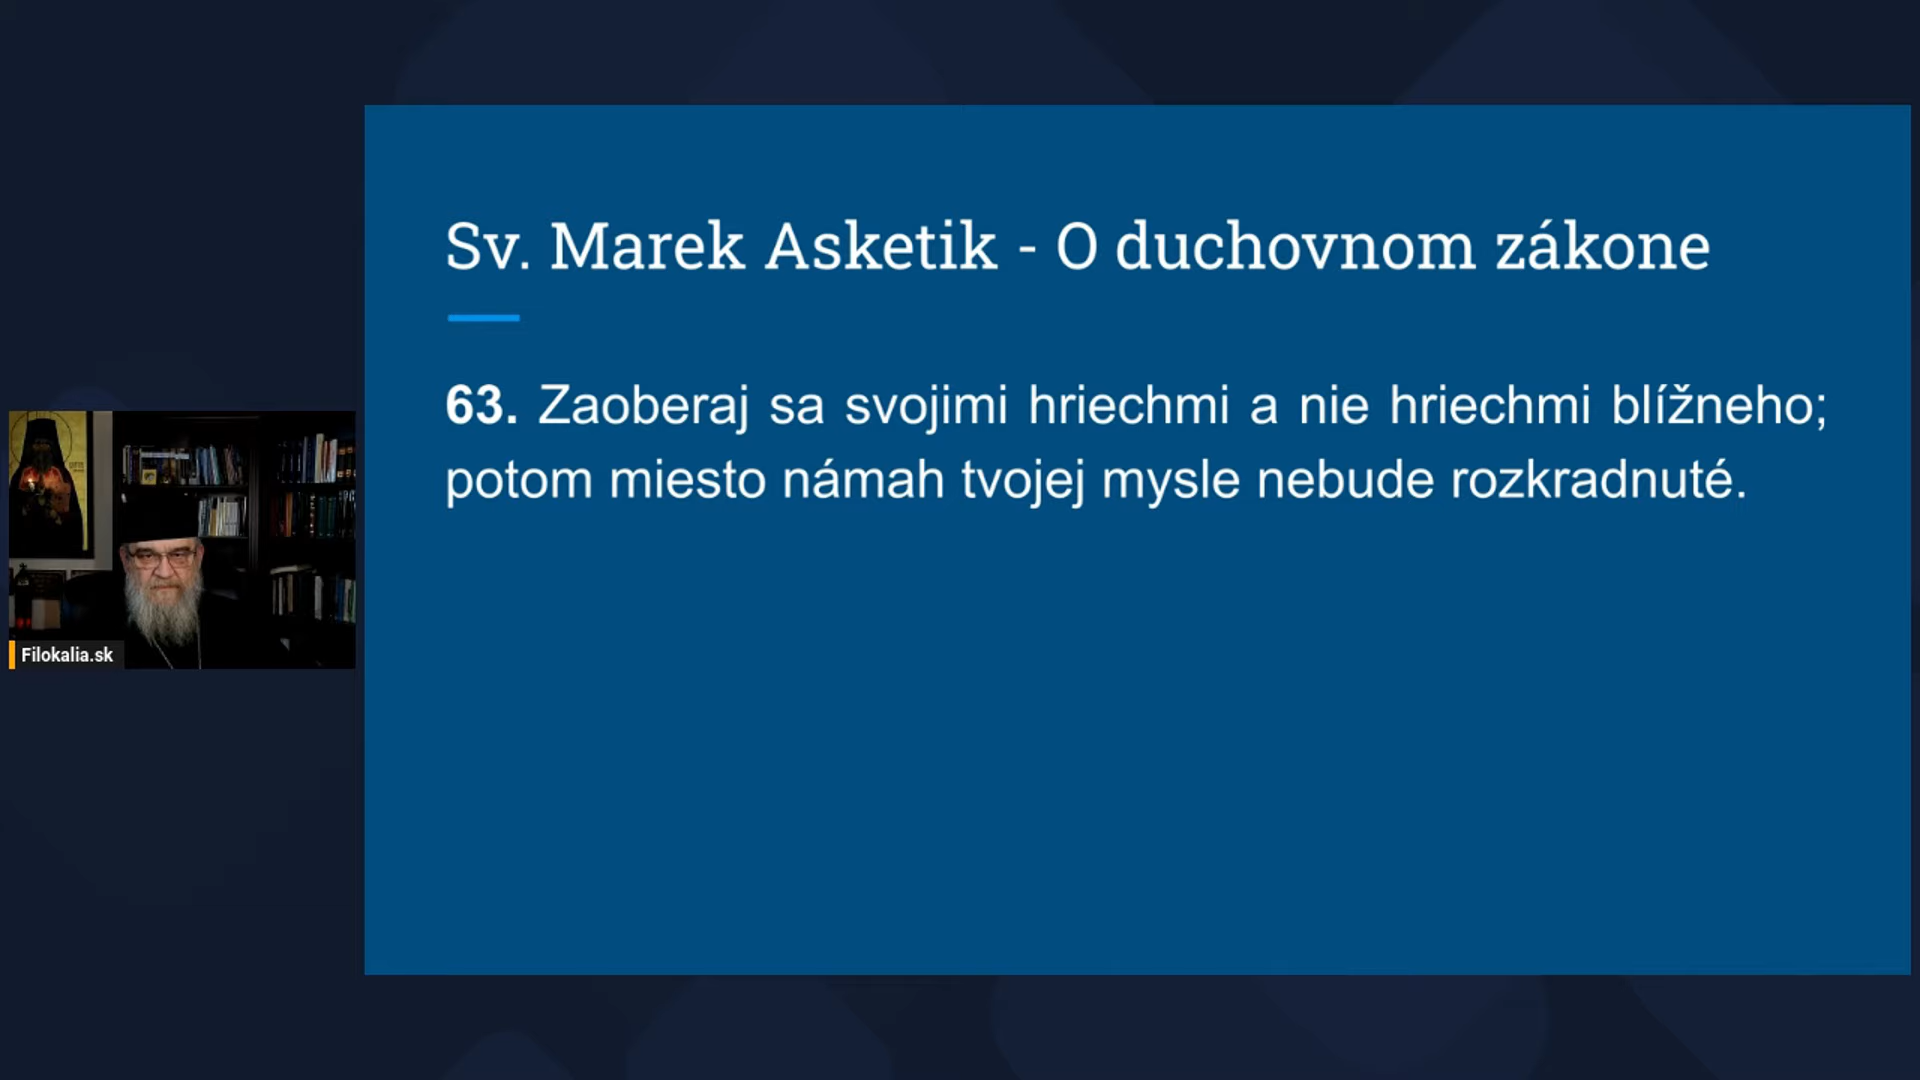 Sv. Marek Asketik - O duchovnom zákone
63. Zaoberaj sa svojimi hriechmi a nie hriechmi blížneho;
potom miesto námah tvojej mysle nebude rozkradnuté.
Filokalia.sk